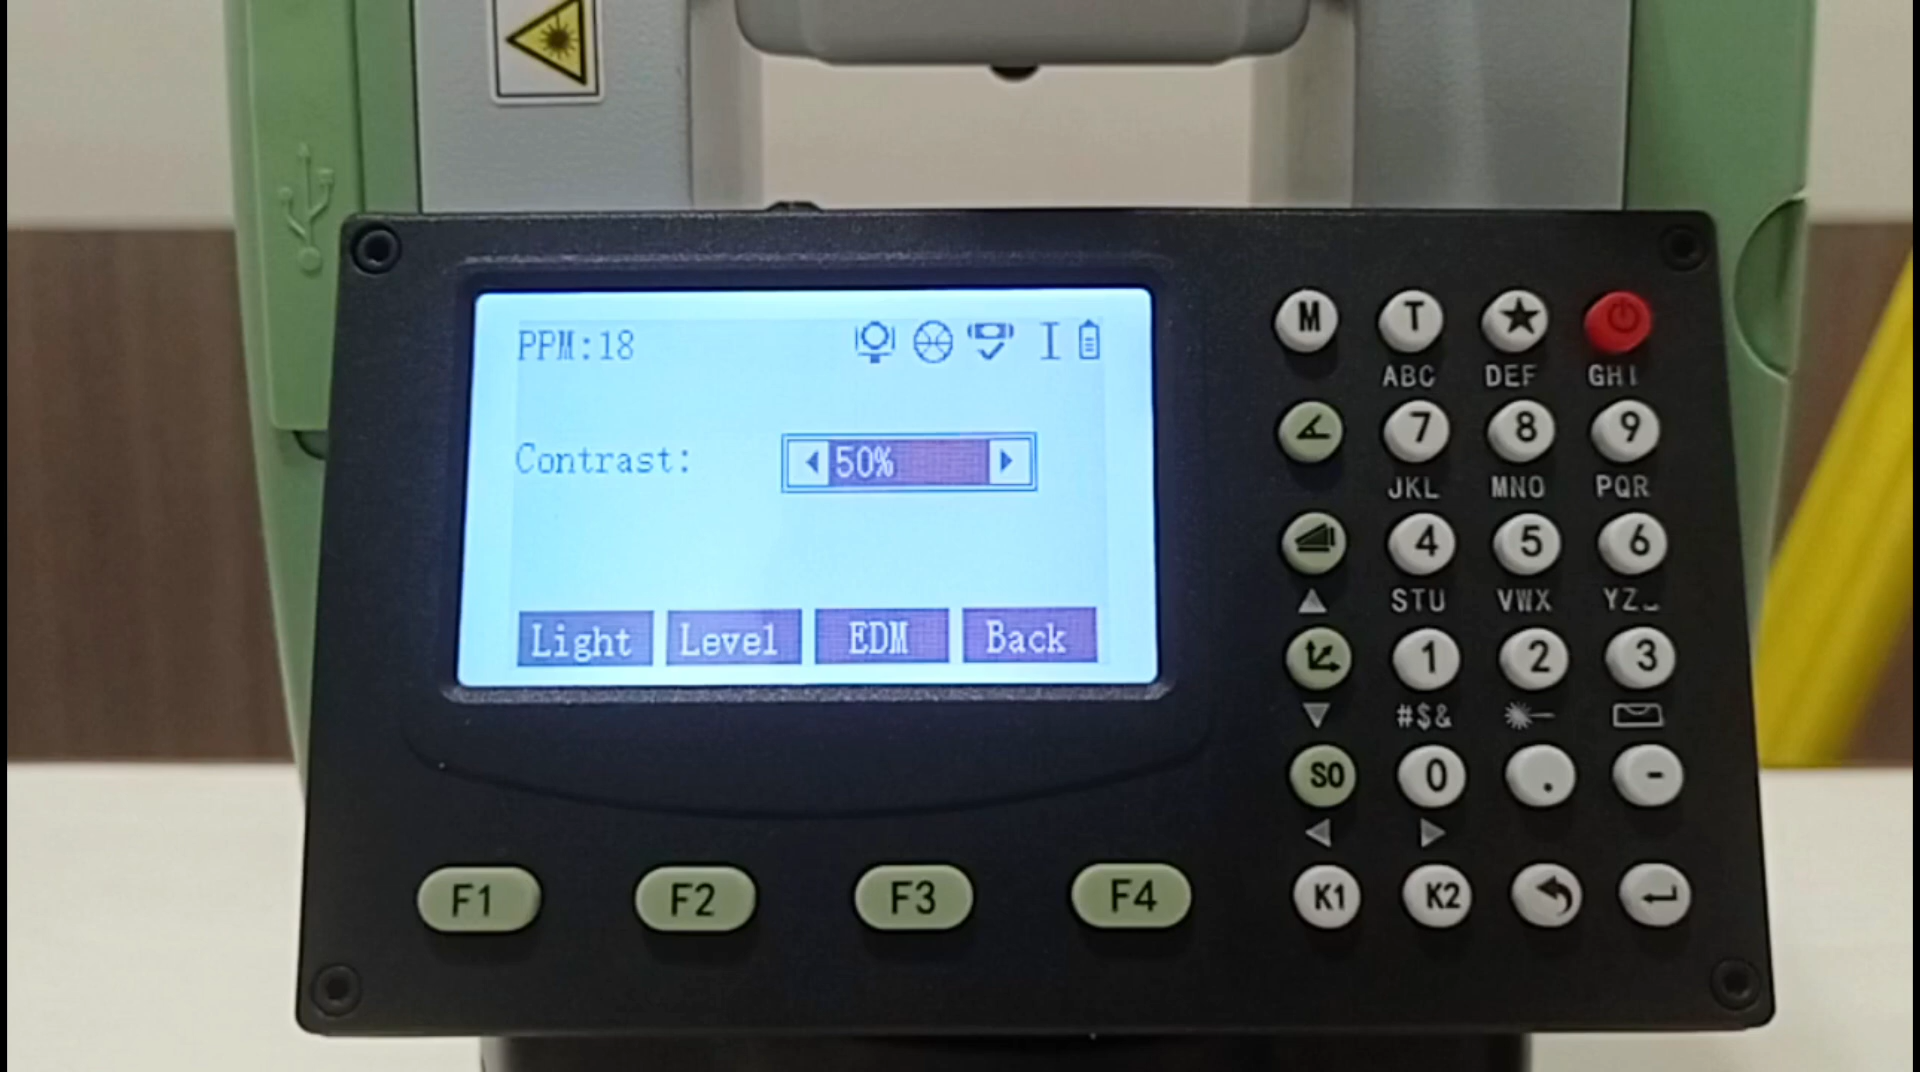 PPM:18
Contrast: 50%
Light Level EDM Back
M T
ABC DEF GHI
7 8 9
JKL MNO PQR
4 5 6
STU VWX YZ_
1 2 3
#$&
SO 0 . -
F1 F2 F3 F4 K1 K2